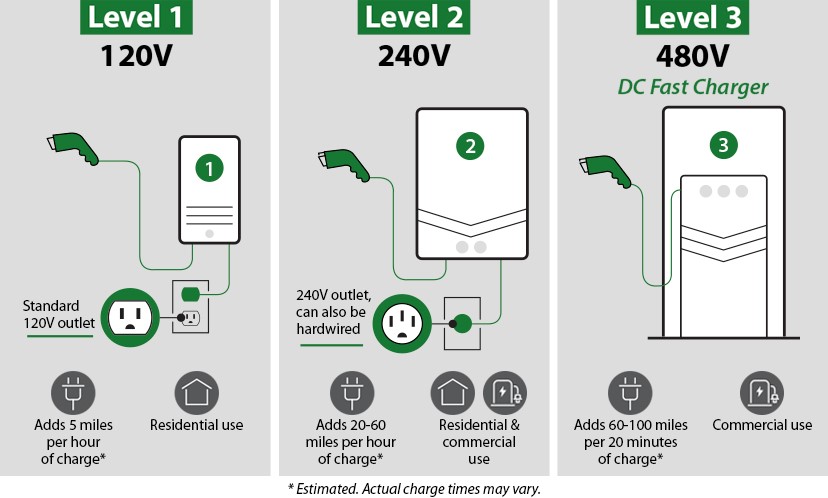 Level 1
120V
1
Standard
120V outlet
Adds 5 miles
per hour
of charge*
Residential use
Level 2
240V
2
240V outlet,
can also be
hardwired
Adds 20-60
miles per hour
of charge*
Residential &
commercial
use
Level 3
480V
DC Fast Charger
3
Adds 60-100 miles
per 20 minutes
of charge*
Commercial use
* Estimated. Actual charge times may vary.